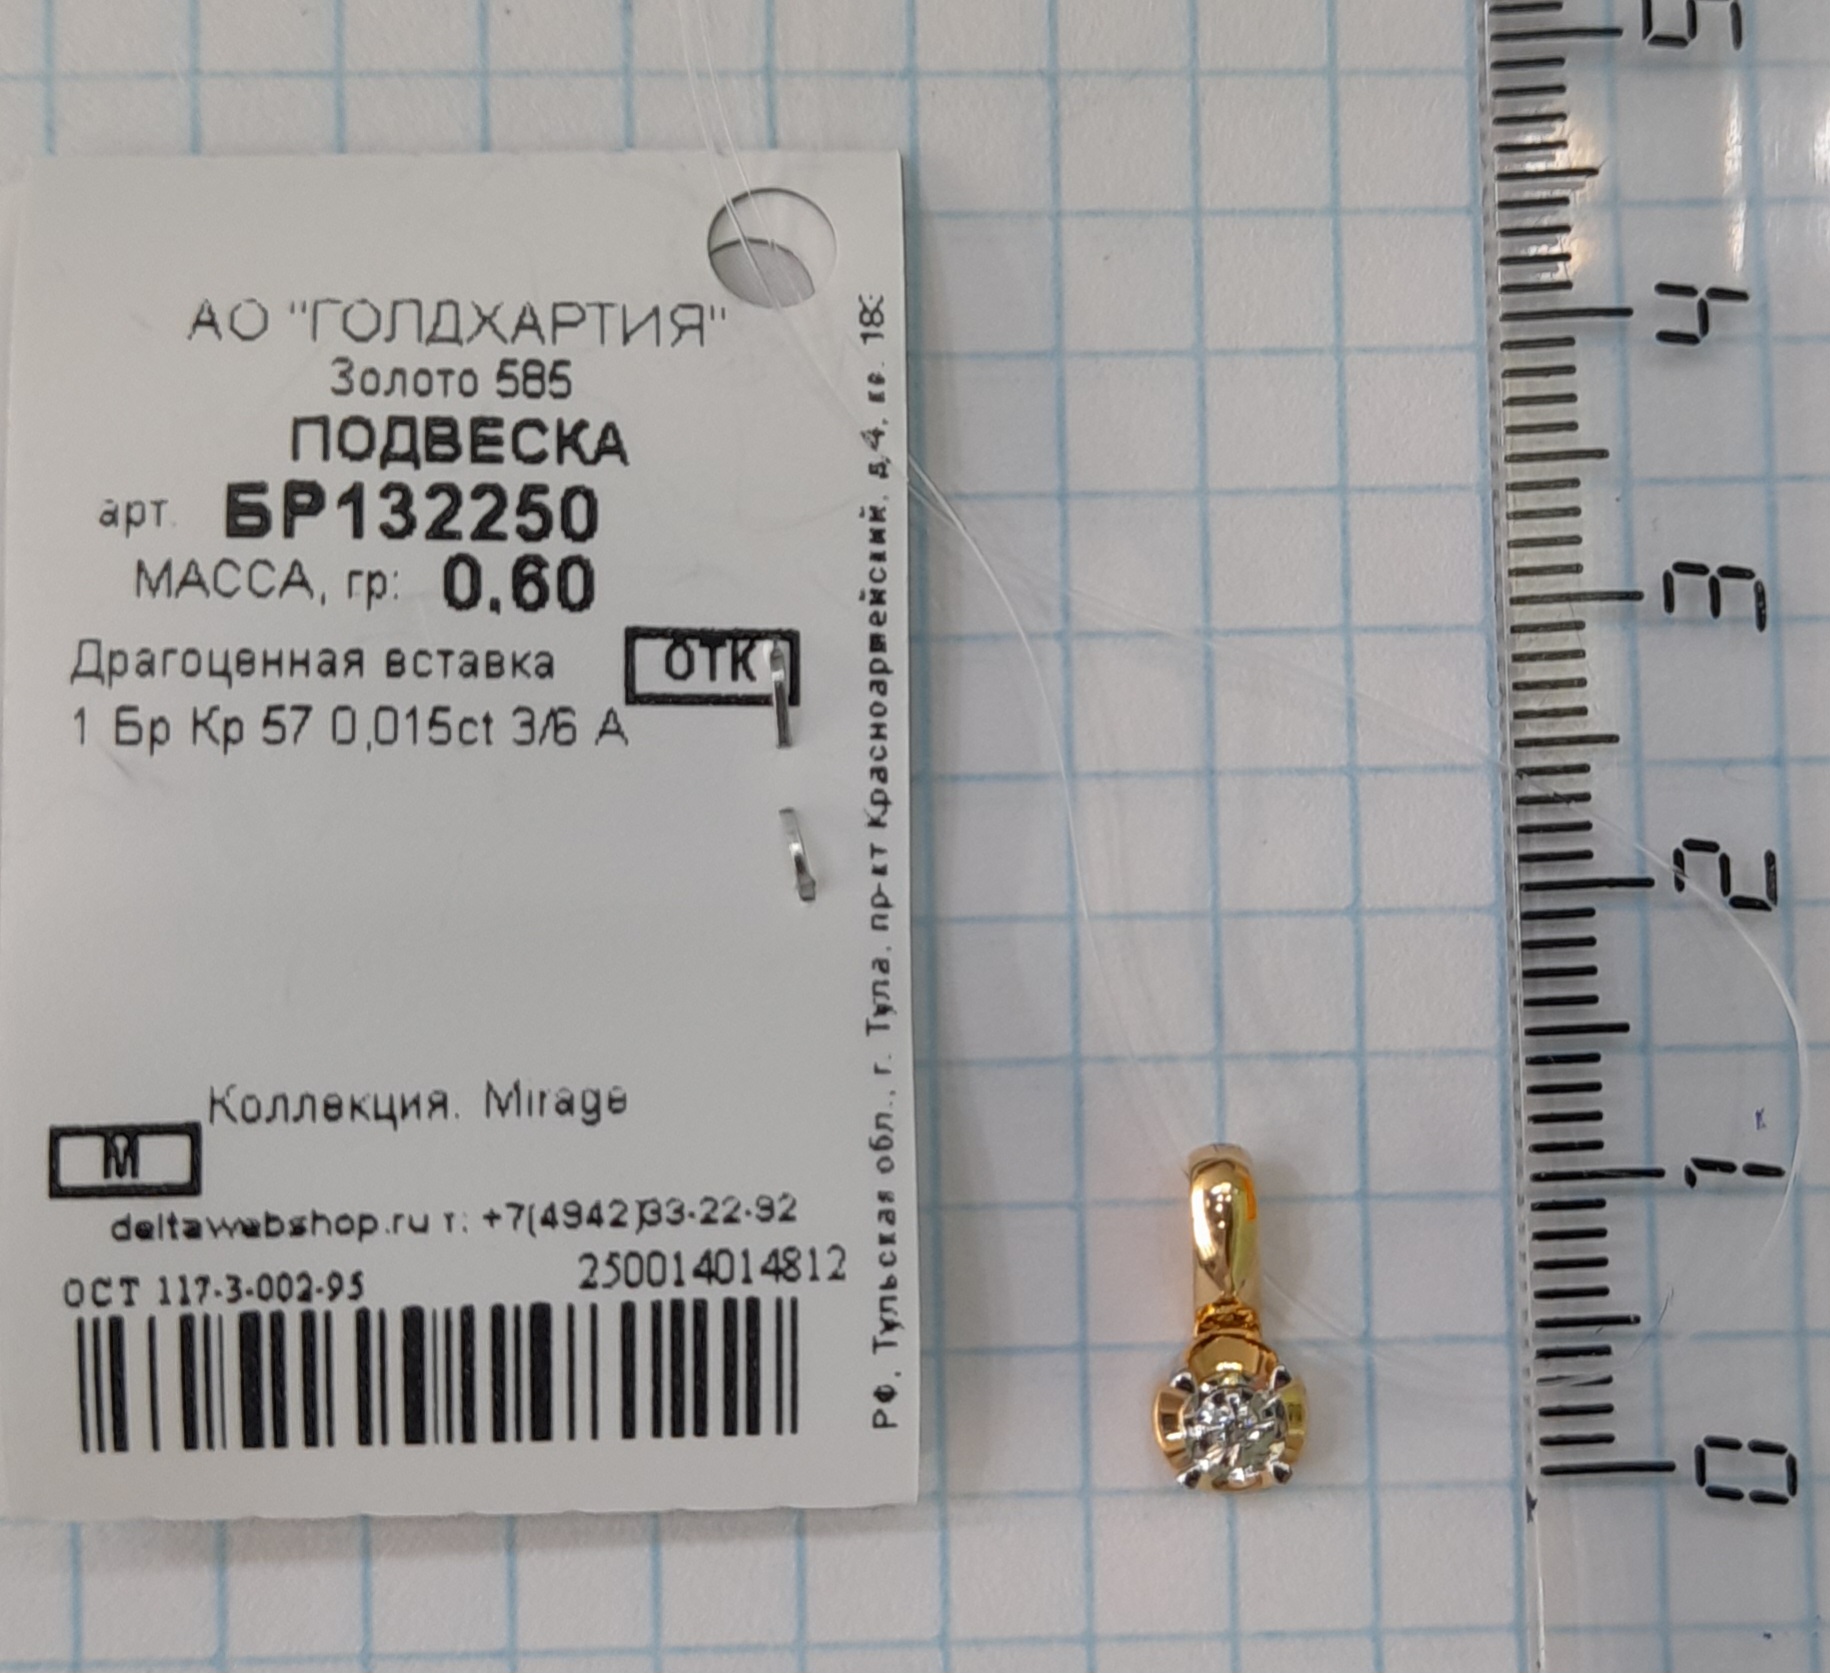 АО "ГОЛДХАРТИЯ"
Золото 585
ПОДВЕСКА
арт. БР132250
МАССА, гр: 0.60
Драгоценная вставка
ОТК
1 Бр Кр 57 0,015ct 3/6 А
Коллекция. Mirage
М
deltawebshop.ru т: +7(4942)33-22-92
250014014812
ОСТ 117-3-002-95
РФ, Тульская обл., г. Тула, пр-кт Красноармейский, д.4, кв. 183
5
4
3
2
1
0